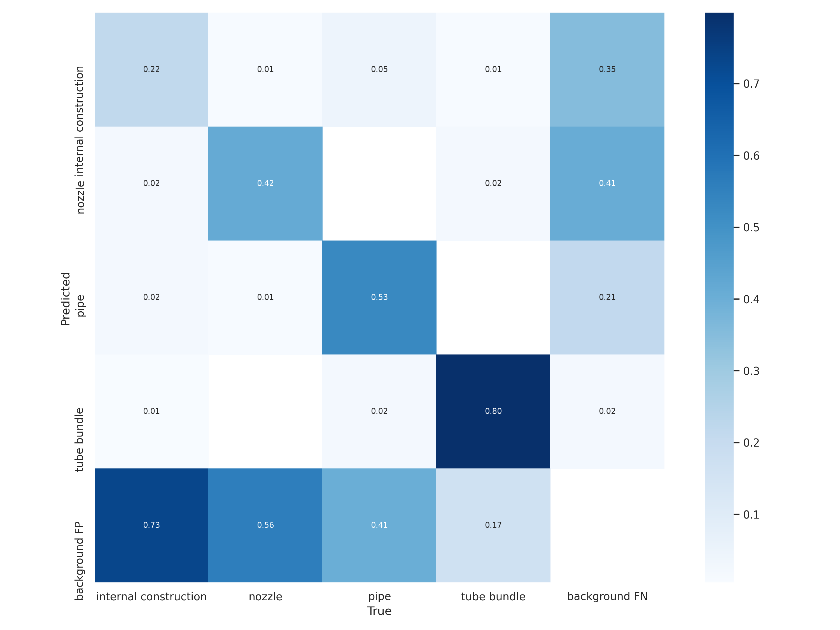 0.22 0.01 0.05 0.01 0.35
0.02 0.42 0.02 0.41
0.02 0.01 0.53 0.21
0.01 0.02 0.80 0.02
0.73 0.56 0.41 0.17
internal construction
nozzle
pipe
tube bundle
background FP
Predicted
internal construction nozzle pipe tube bundle background FN
True
0.7
0.6
0.5
0.4
0.3
0.2
0.1